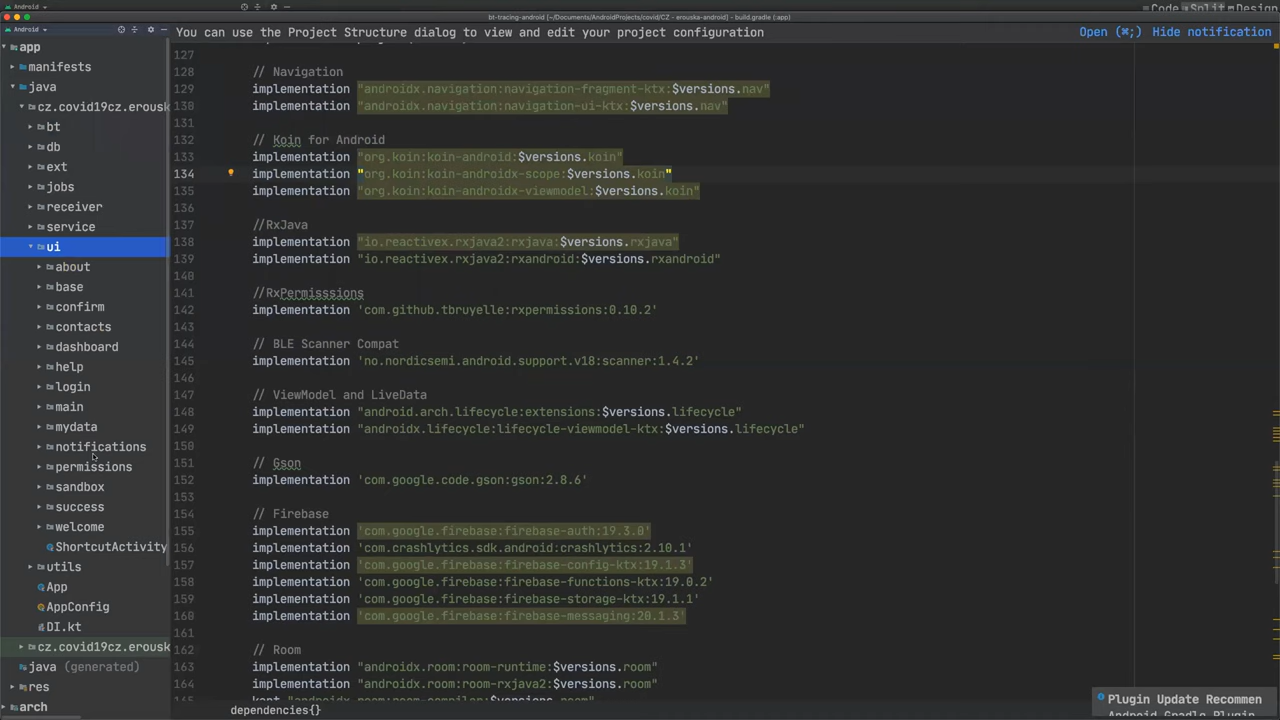 Code
Split
Design
bt-tracing-android [~/Documents/AndroidProjects/covid/CZ - erouska-android] - build.gradle (:app)
Android
You can use the Project Structure dialog to view and edit your project configuration
Open (⌘;)
Hide notification
app
manifests
java
cz.covid19cz.erousk
bt
db
ext
jobs
receiver
service
ui
about
base
confirm
contacts
dashboard
help
login
main
mydata
notifications
permissions
sandbox
success
welcome
ShortcutActivity
utils
App
AppConfig
DI.kt
cz.covid19cz.erousk
java (generated)
res
arch
127
128 // Navigation
129 implementation "androidx.navigation:navigation-fragment-ktx:$versions.nav"
130 implementation "androidx.navigation:navigation-ui-ktx:$versions.nav"
131
132 // Koin for Android
133 implementation "org.koin:koin-android:$versions.koin"
134 implementation "org.koin:koin-androidx-scope:$versions.koin"
135 implementation "org.koin:koin-androidx-viewmodel:$versions.koin"
136
137 //RxJava
138 implementation "io.reactivex.rxjava2:rxjava:$versions.rxjava"
139 implementation "io.reactivex.rxjava2:rxandroid:$versions.rxandroid"
140
141 //RxPermisssions
142 implementation 'com.github.tbruyelle:rxpermissions:0.10.2'
143
144 // BLE Scanner Compat
145 implementation 'no.nordicsemi.android.support.v18:scanner:1.4.2'
146
147 // ViewModel and LiveData
148 implementation "android.arch.lifecycle:extensions:$versions.lifecycle"
149 implementation "androidx.lifecycle:lifecycle-viewmodel-ktx:$versions.lifecycle"
150
151 // Gson
152 implementation 'com.google.code.gson:gson:2.8.6'
153
154 // Firebase
155 implementation 'com.google.firebase:firebase-auth:19.3.0'
156 implementation 'com.crashlytics.sdk.android:crashlytics:2.10.1'
157 implementation 'com.google.firebase:firebase-config-ktx:19.1.3'
158 implementation 'com.google.firebase:firebase-functions-ktx:19.0.2'
159 implementation 'com.google.firebase:firebase-storage-ktx:19.1.1'
160 implementation 'com.google.firebase:firebase-messaging:20.1.3'
161
162 // Room
163 implementation "androidx.room:room-runtime:$versions.room"
164 implementation "androidx.room:room-rxjava2:$versions.room"
165 kapt "androidx.room:room-compiler:$versions.room"
dependencies{}
Plugin Update Recommen
Android Gradle Plugin